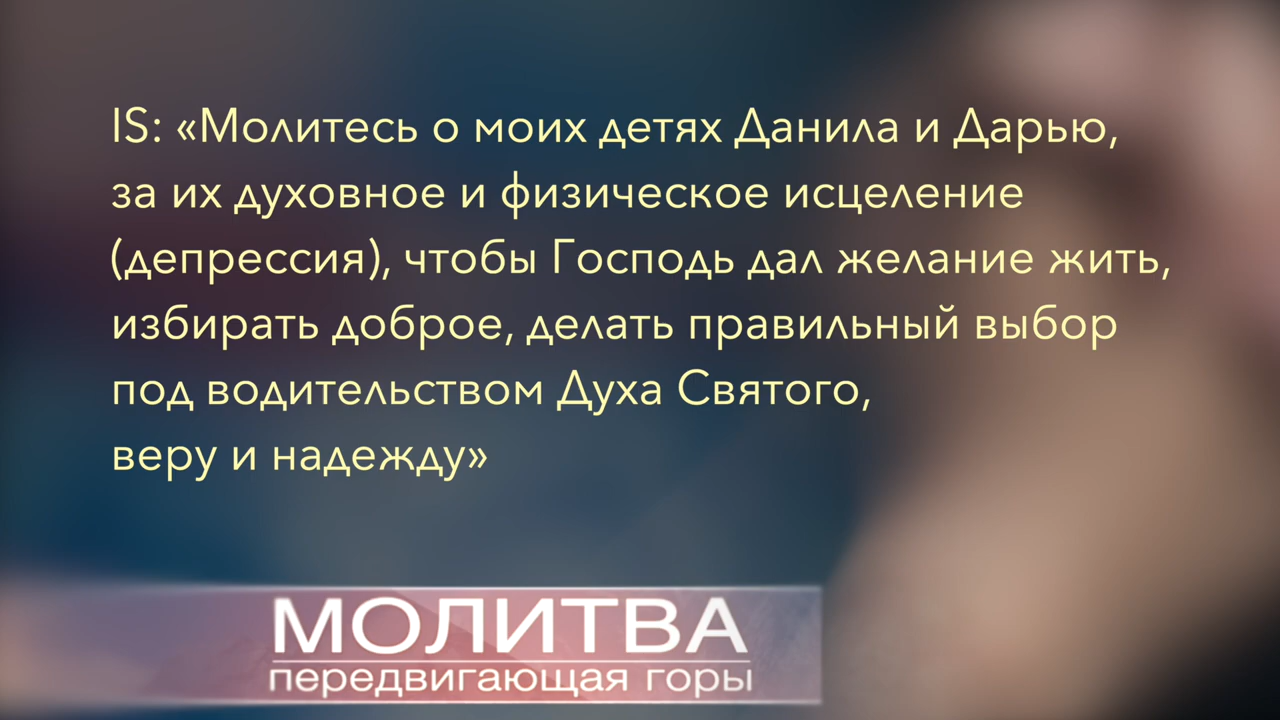 IS: «Молитесь о моих детях Данила и Дарью,
за их духовное и физическое исцеление
(депрессия), чтобы Господь дал желание жить,
избирать доброе, делать правильный выбор
под водительством Духа Святого,
веру и надежду»
МОЛИТВА
передвигающая горы